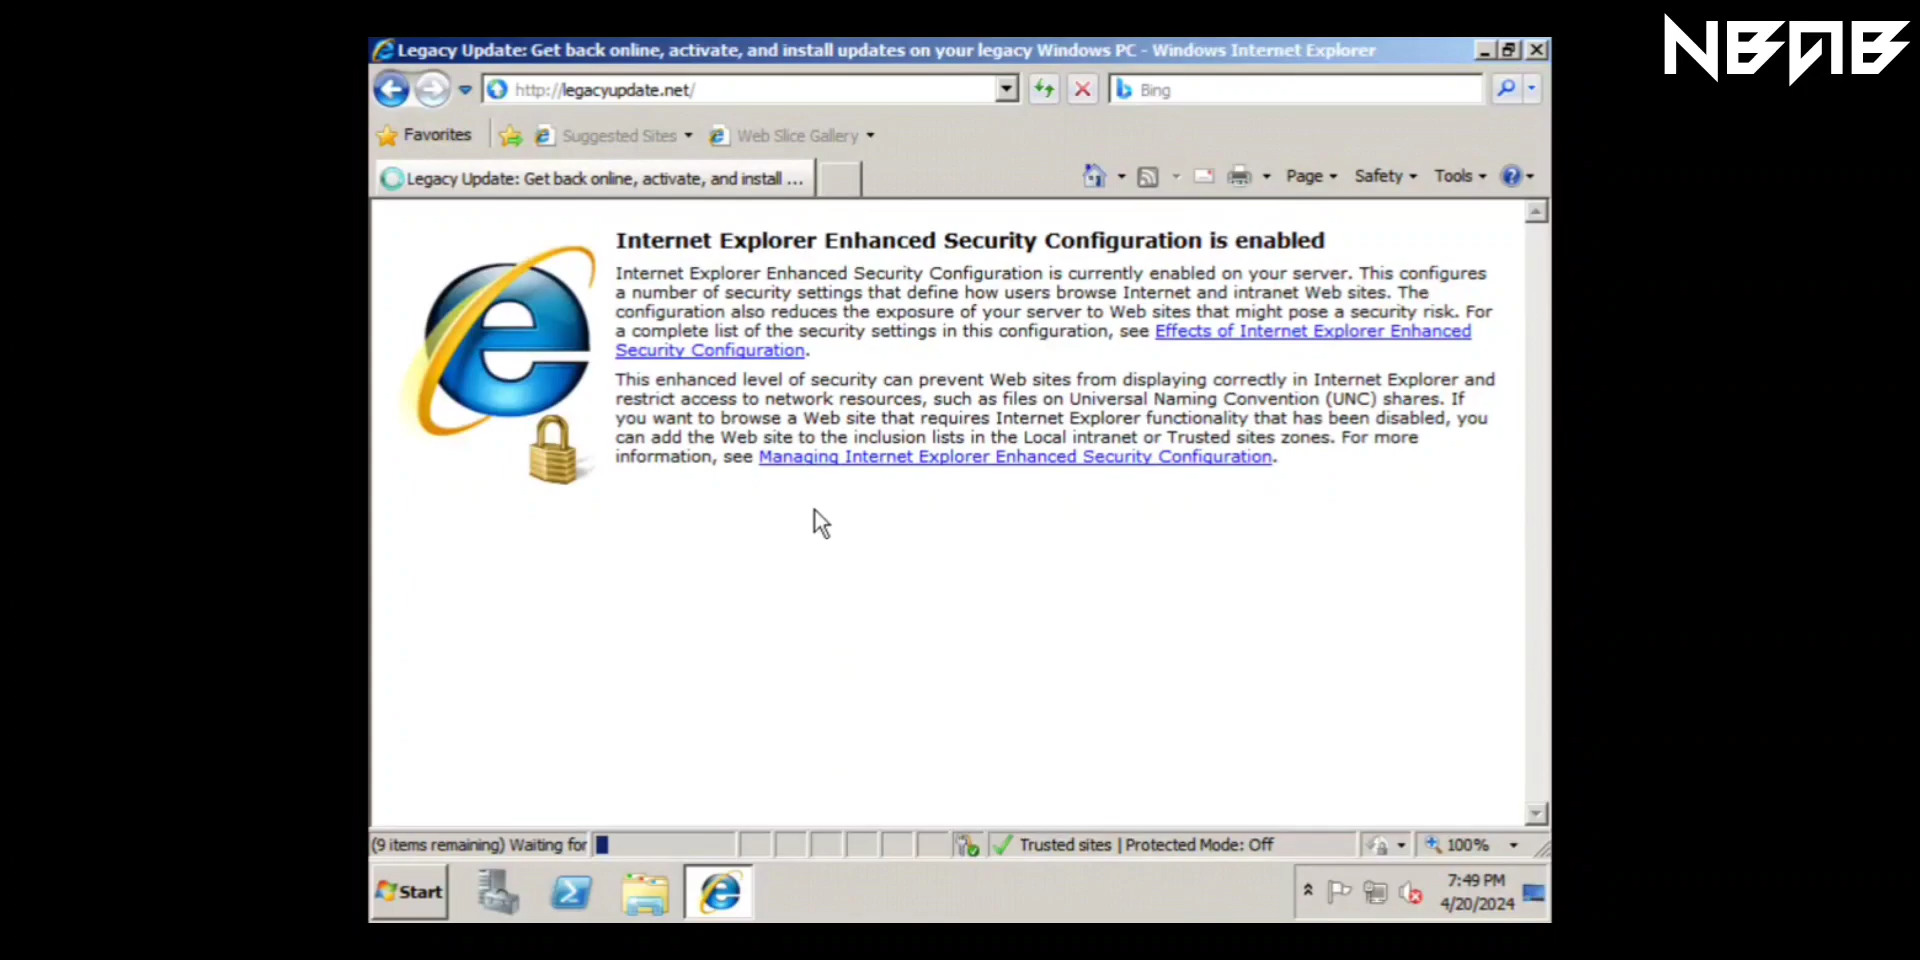 NBAB
Legacy Update: Get back online, activate, and install updates on your legacy Windows PC - Windows Internet Explorer
http://legacyupdate.net/
Bing
Favorites
Suggested Sites
Web Slice Gallery
Legacy Update: Get back online, activate, and install ...
Page
Safety
Tools
Internet Explorer Enhanced Security Configuration is enabled
Internet Explorer Enhanced Security Configuration is currently enabled on your server. This configures
a number of security settings that define how users browse Internet and intranet Web sites. The
configuration also reduces the exposure of your server to Web sites that might pose a security risk. For
a complete list of the security settings in this configuration, see Effects of Internet Explorer Enhanced
Security Configuration.
This enhanced level of security can prevent Web sites from displaying correctly in Internet Explorer and
restrict access to network resources, such as files on Universal Naming Convention (UNC) shares. If
you want to browse a Web site that requires Internet Explorer functionality that has been disabled, you
can add the Web site to the inclusion lists in the Local intranet or Trusted sites zones. For more
information, see Managing Internet Explorer Enhanced Security Configuration.
(9 items remaining) Waiting for
Trusted sites | Protected Mode: Off
100%
Start
7:49 PM
4/20/2024